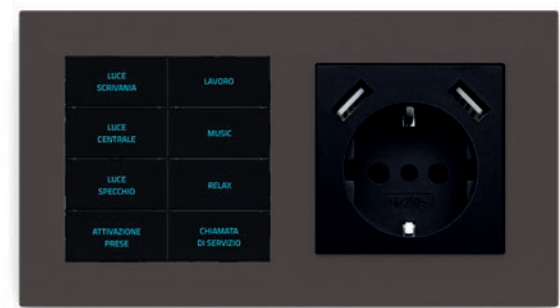 LUCE
SCRIVANIA
LAVORO
LUCE
CENTRALE
MUSIC
LUCE
SPECCHIO
RELAX
ATTIVAZIONE
PRESE
CHIAMATA
DI SERVIZIO